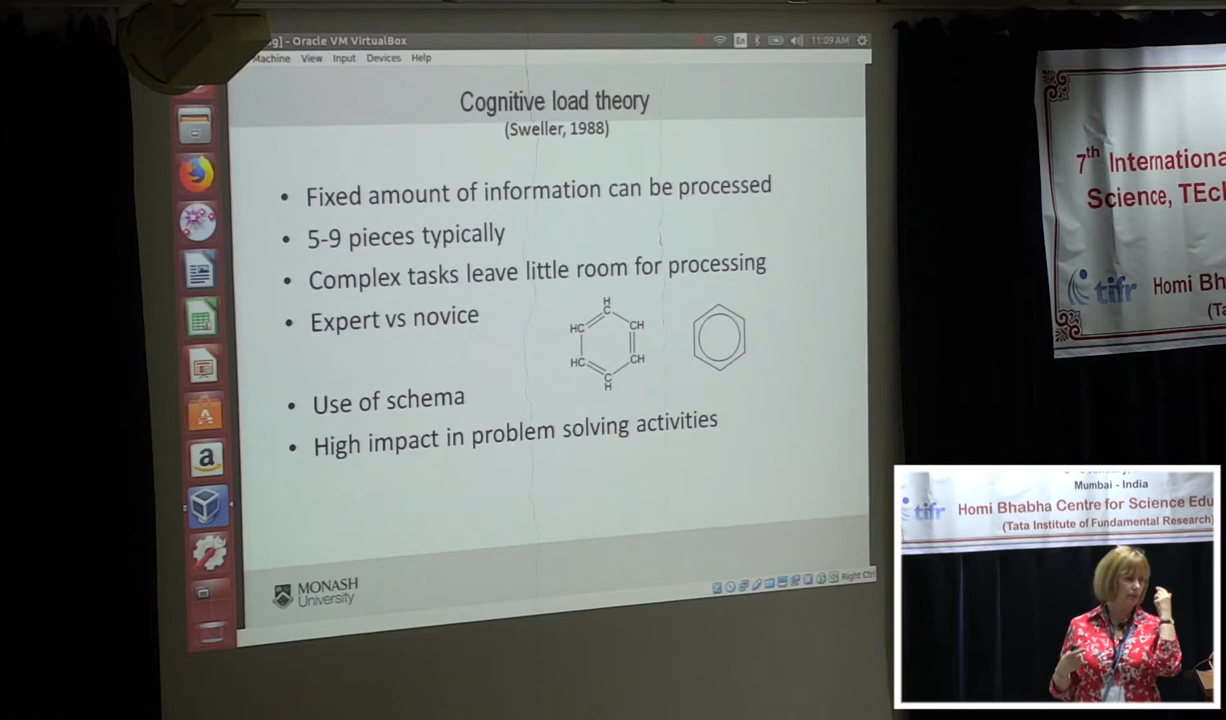 g] - Oracle VM VirtualBox
En
11:09 AM
Machine View Input Devices Help
Cognitive load theory
(Sweller, 1988)
• Fixed amount of information can be processed
• 5-9 pieces typically
• Complex tasks leave little room for processing
• Expert vs novice
H
C
HC
CH
HC
CH
C
H
• Use of schema
• High impact in problem solving activities
MONASH
University
Right Ctrl
a
7th Internationa
Science, TEch
tifr Homi Bh
(Ta
Mumbai - India
tifr Homi Bhabha Centre for Science Edu
(Tata Institute of Fundamental Research)